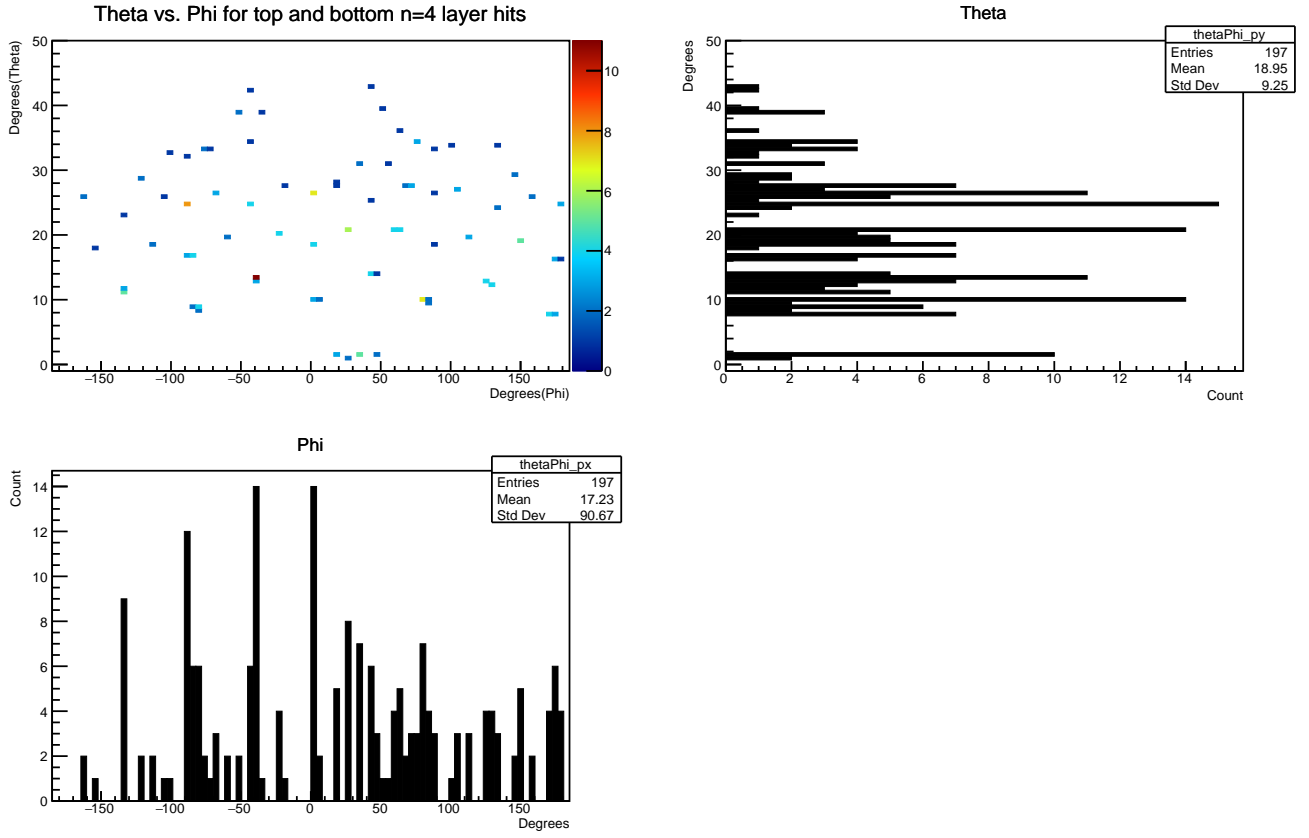 Theta vs. Phi for top and bottom n=4 layer hits
Degrees(Theta)
50
40
30
20
10
0
−150 −100 −50 0 50 100 150
Degrees(Phi)
10
8
6
4
2
0
Theta
thetaPhi_py
Entries 197
Mean 18.95
Std Dev 9.25
Degrees
50
40
30
20
10
0
0 2 4 6 8 10 12 14
Count
Phi
thetaPhi_px
Entries 197
Mean 17.23
Std Dev 90.67
Count
14
12
10
8
6
4
2
0
−150 −100 −50 0 50 100 150
Degrees